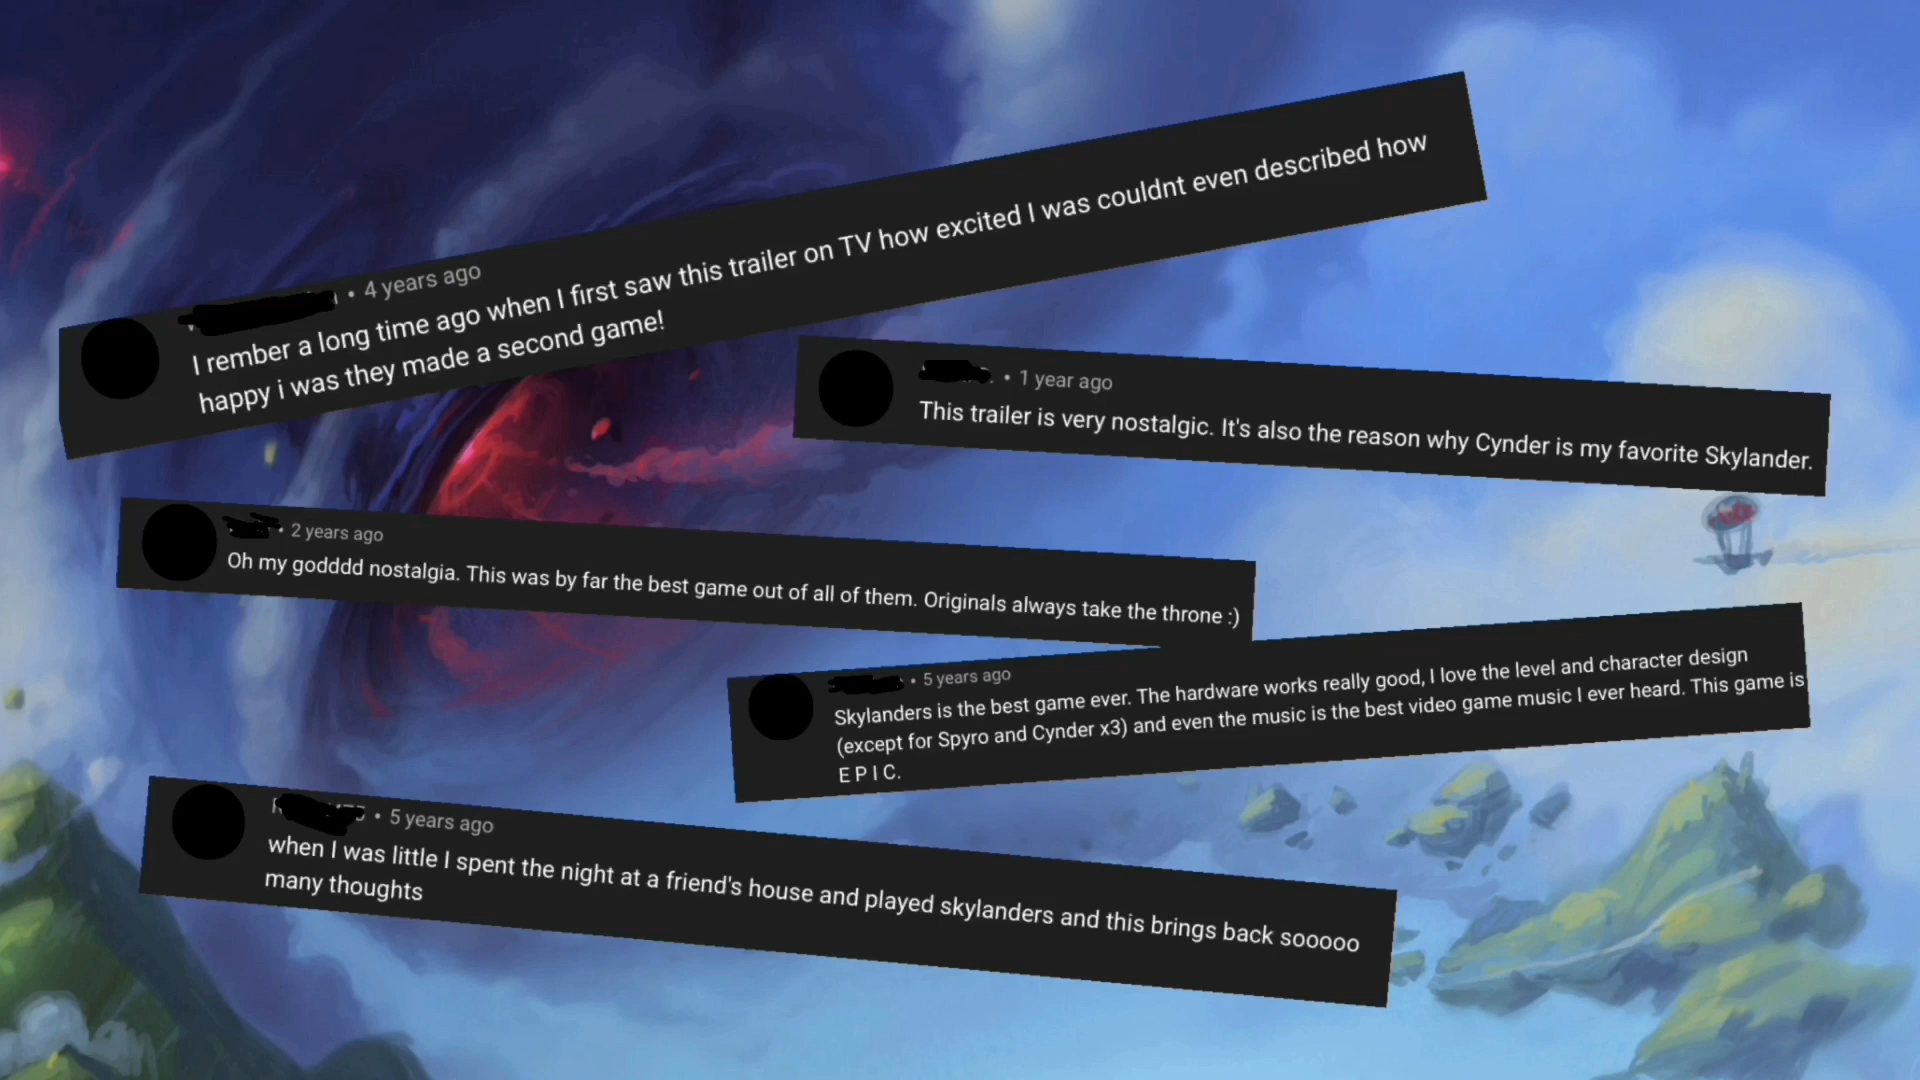 • 4 years ago
I rember a long time ago when I first saw this trailer on TV how excited I was couldnt even described how
happy i was they made a second game!
• 1 year ago
This trailer is very nostalgic. It's also the reason why Cynder is my favorite Skylander.
• 2 years ago
Oh my godddd nostalgia. This was by far the best game out of all of them. Originals always take the throne :)
• 5 years ago
Skylanders is the best game ever. The hardware works really good, I love the level and character design
(except for Spyro and Cynder x3) and even the music is the best video game music I ever heard. This game is
E P I C.
• 5 years ago
when I was little I spent the night at a friend's house and played skylanders and this brings back sooooo
many thoughts